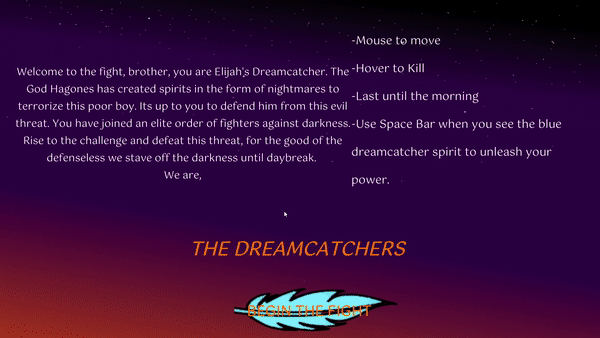 Welcome to the fight, brother, you are Elijah's Dreamcatcher. The
God Hagones has created spirits in the form of nightmares to
terrorize this poor boy. Its up to you to defend him from this evil
threat. You have joined an elite order of fighters against darkness.
Rise to the challenge and defeat this threat, for the good of the
defenseless we stave off the darkness until daybreak.
We are,
-Mouse to move
-Hover to Kill
-Last until the morning
-Use Space Bar when you see the blue
dreamcatcher spirit to unleash your
power.
THE DREAMCATCHERS
BEGIN THE FIGHT